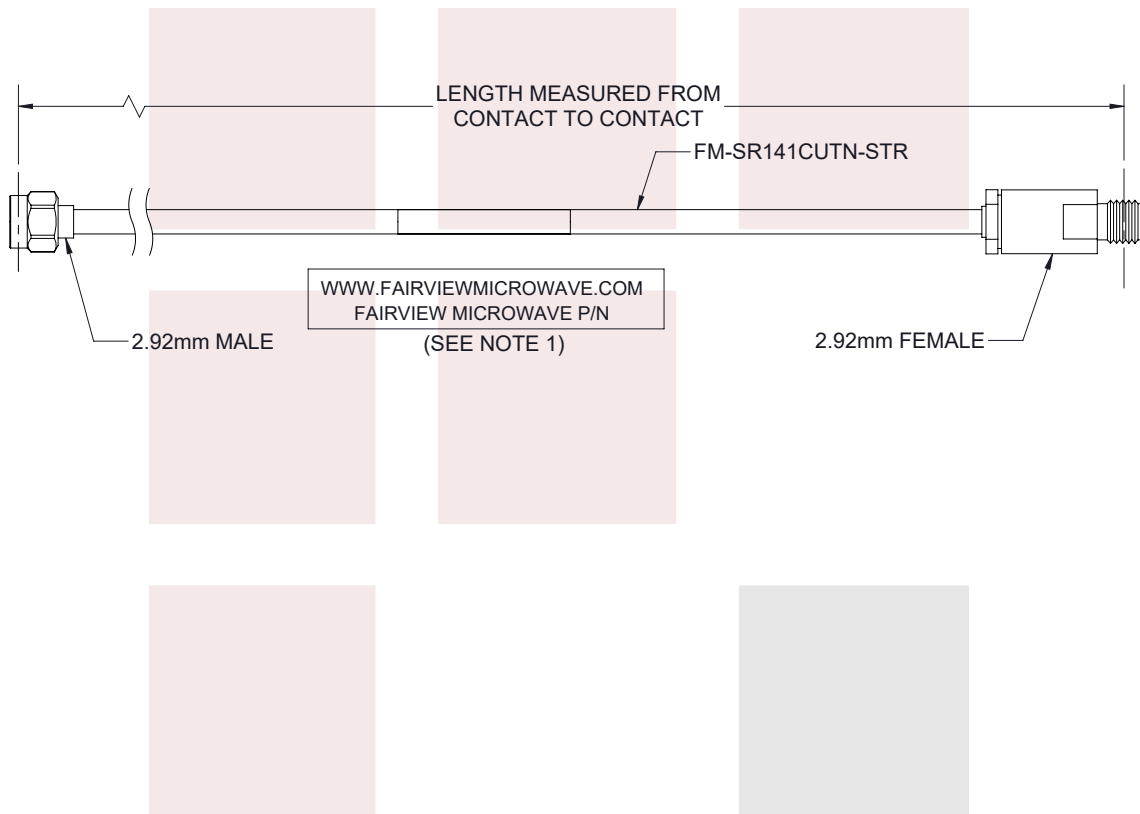 LENGTH MEASURED FROM
CONTACT TO CONTACT
FM-SR141CUTN-STR
WWW.FAIRVIEWMICROWAVE.COM
FAIRVIEW MICROWAVE P/N
(SEE NOTE 1)
2.92mm MALE
2.92mm FEMALE